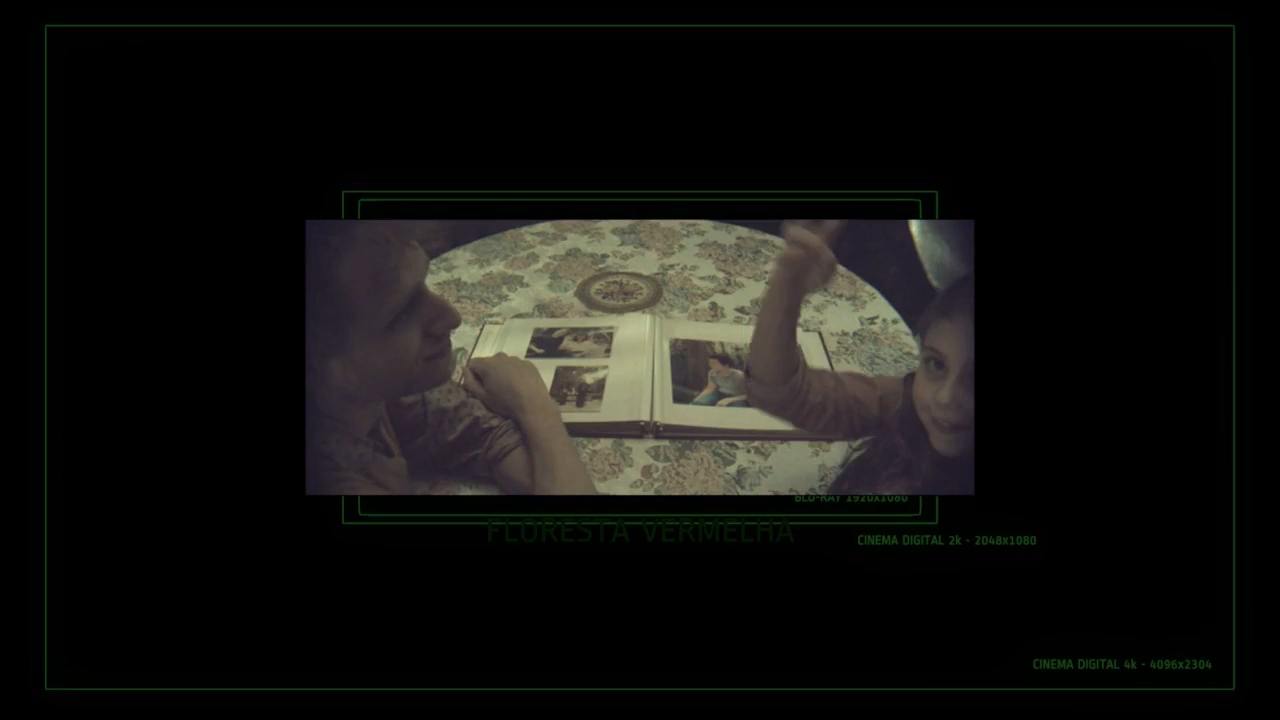 BLU-RAY 1920x1080
FLORESTA VERMELHA
CINEMA DIGITAL 2k - 2048x1080
CINEMA DIGITAL 4k - 4096x2304